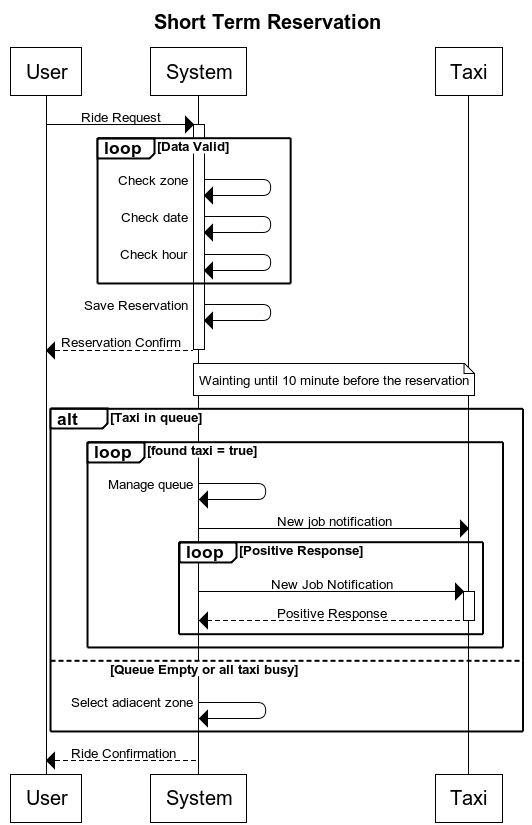 Short Term Reservation
User
System
Taxi
Ride Request
loop [Data Valid]
Check zone
Check date
Check hour
Save Reservation
Reservation Confirm
Wainting until 10 minute before the reservation
alt [Taxi in queue]
loop [found taxi = true]
Manage queue
New job notification
loop [Positive Response]
New Job Notification
Positive Response
[Queue Empty or all taxi busy]
Select adiacent zone
Ride Confirmation
User
System
Taxi